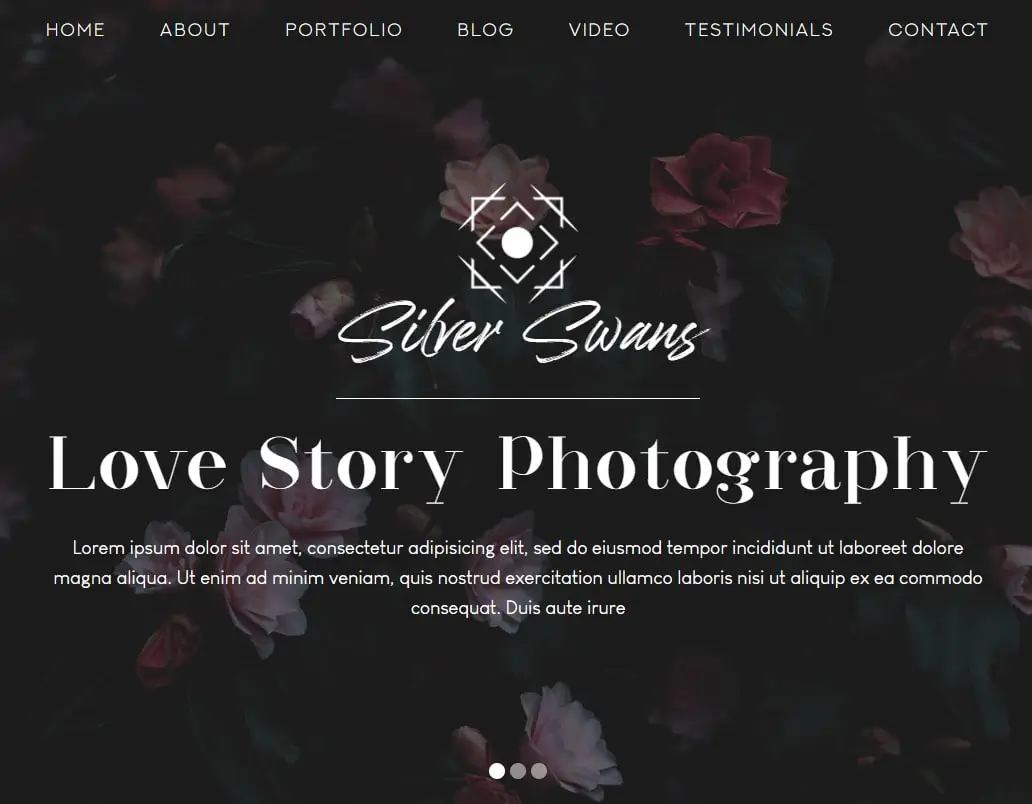 HOME ABOUT PORTFOLIO BLOG VIDEO TESTIMONIALS CONTACT
Silver Swans
Love Story Photography
Lorem ipsum dolor sit amet, consectetur adipisicing elit, sed do eiusmod tempor incididunt ut laboreet dolore
magna aliqua. Ut enim ad minim veniam, quis nostrud exercitation ullamco laboris nisi ut aliquip ex ea commodo
consequat. Duis aute irure